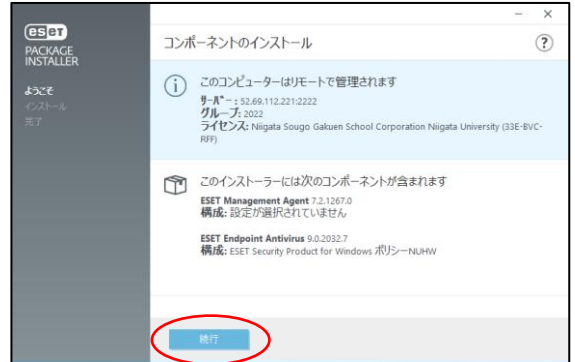 eset
PACKAGE
INSTALLER
ようこそ
インストール
完了
コンポーネントのインストール
?
i
このコンピューターはリモートで管理されます
サーバー: 52.69.112.221:2222
グループ: 2022
ライセンス: Niigata Sougo Gakuen School Corporation Niigata University (33E-BVC-
RFF)
このインストーラーには次のコンポーネントが含まれます
ESET Management Agent 7.2.1267.0
構成: 設定が選択されていません
ESET Endpoint Antivirus 9.0.2032.7
構成: ESET Security Product for Windows ポリシーNUHW
続行